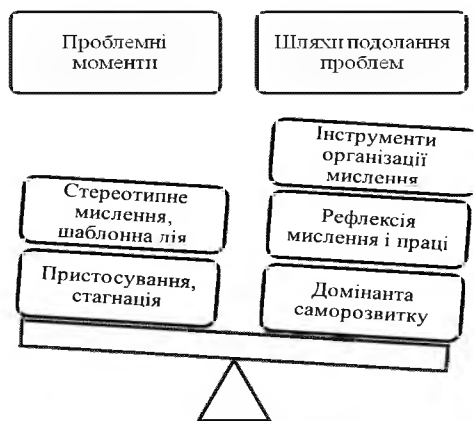 Проблемні
моменти
Шляхи подолання
проблем
Стереотипне
мислення,
шаблонна дія
Пристосування,
стагнація
Інструменти
організації
мислення
Рефлексія
мислення і праці
Домінанта
саморозвитку